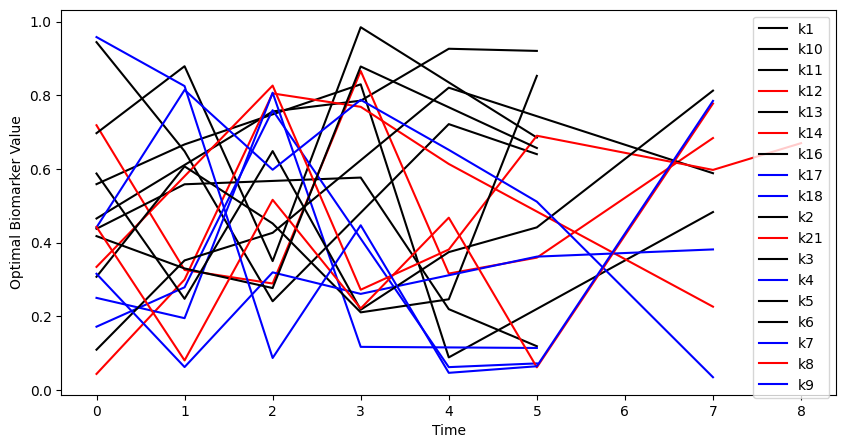 1.0
0.8
0.6
0.4
0.2
0.0
Optimal Biomarker Value
0 1 2 3 4 5 6 7 8
Time
k1
k10
k11
k12
k13
k14
k16
k17
k18
k2
k21
k3
k4
k5
k6
k7
k8
k9